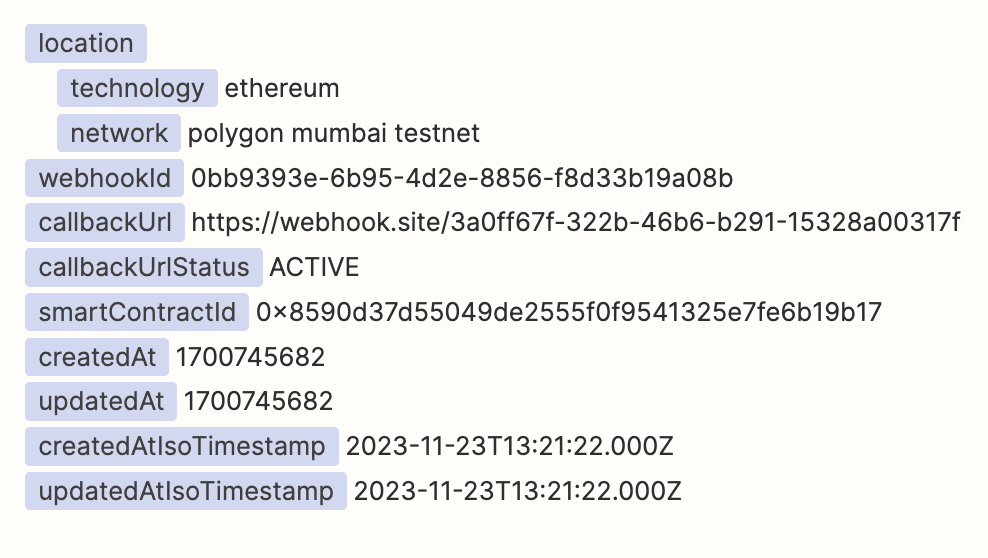 location
technology ethereum
network polygon mumbai testnet
webhookId 0bb9393e-6b95-4d2e-8856-f8d33b19a08b
callbackUrl https://webhook.site/3a0ff67f-322b-46b6-b291-15328a00317f
callbackUrlStatus ACTIVE
smartContractId 0x8590d37d55049de2555f0f9541325e7fe6b19b17
createdAt 1700745682
updatedAt 1700745682
createdAtIsoTimestamp 2023-11-23T13:21:22.000Z
updatedAtIsoTimestamp 2023-11-23T13:21:22.000Z